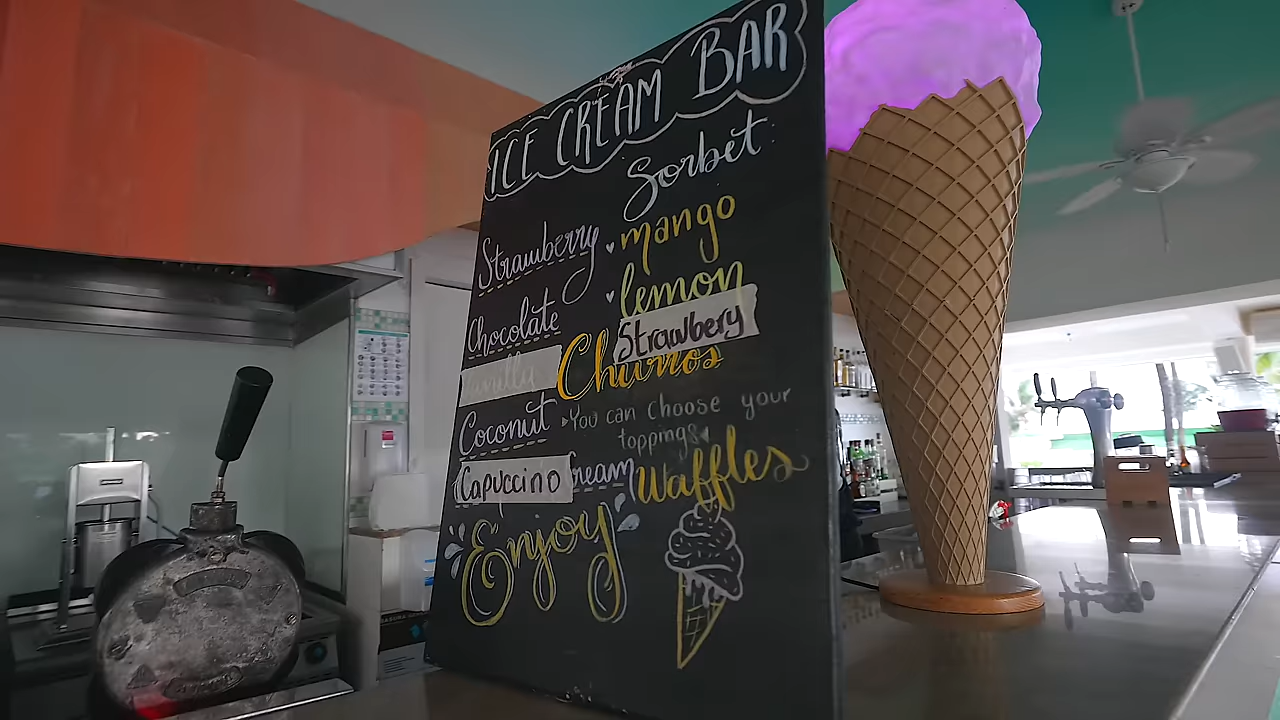 ICE CREAM BAR
Sorbet
Strawberry
mango
lemon
Chocolate
Strawbery
Vanilla
Churros
Coconut
You can choose your
toppings
Capuccino
Cream
Waffles
Enjoy